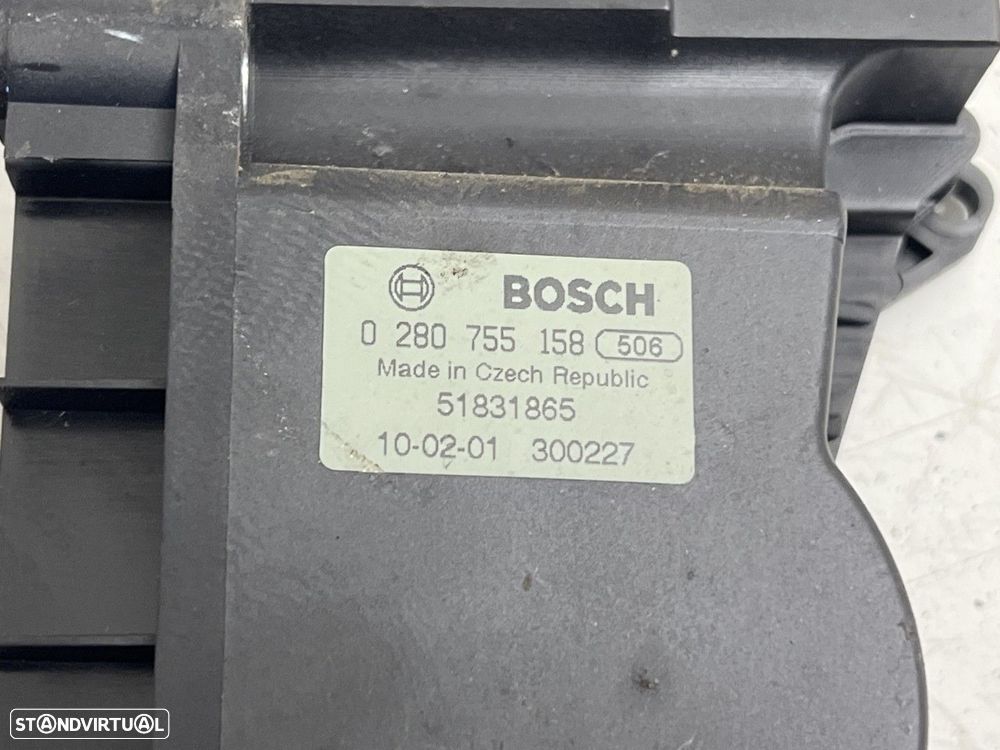 BOSCH
0 280 755 158 506
Made in Czech Republic
51831865
10-02-01 300227
STANDVIRTUAL